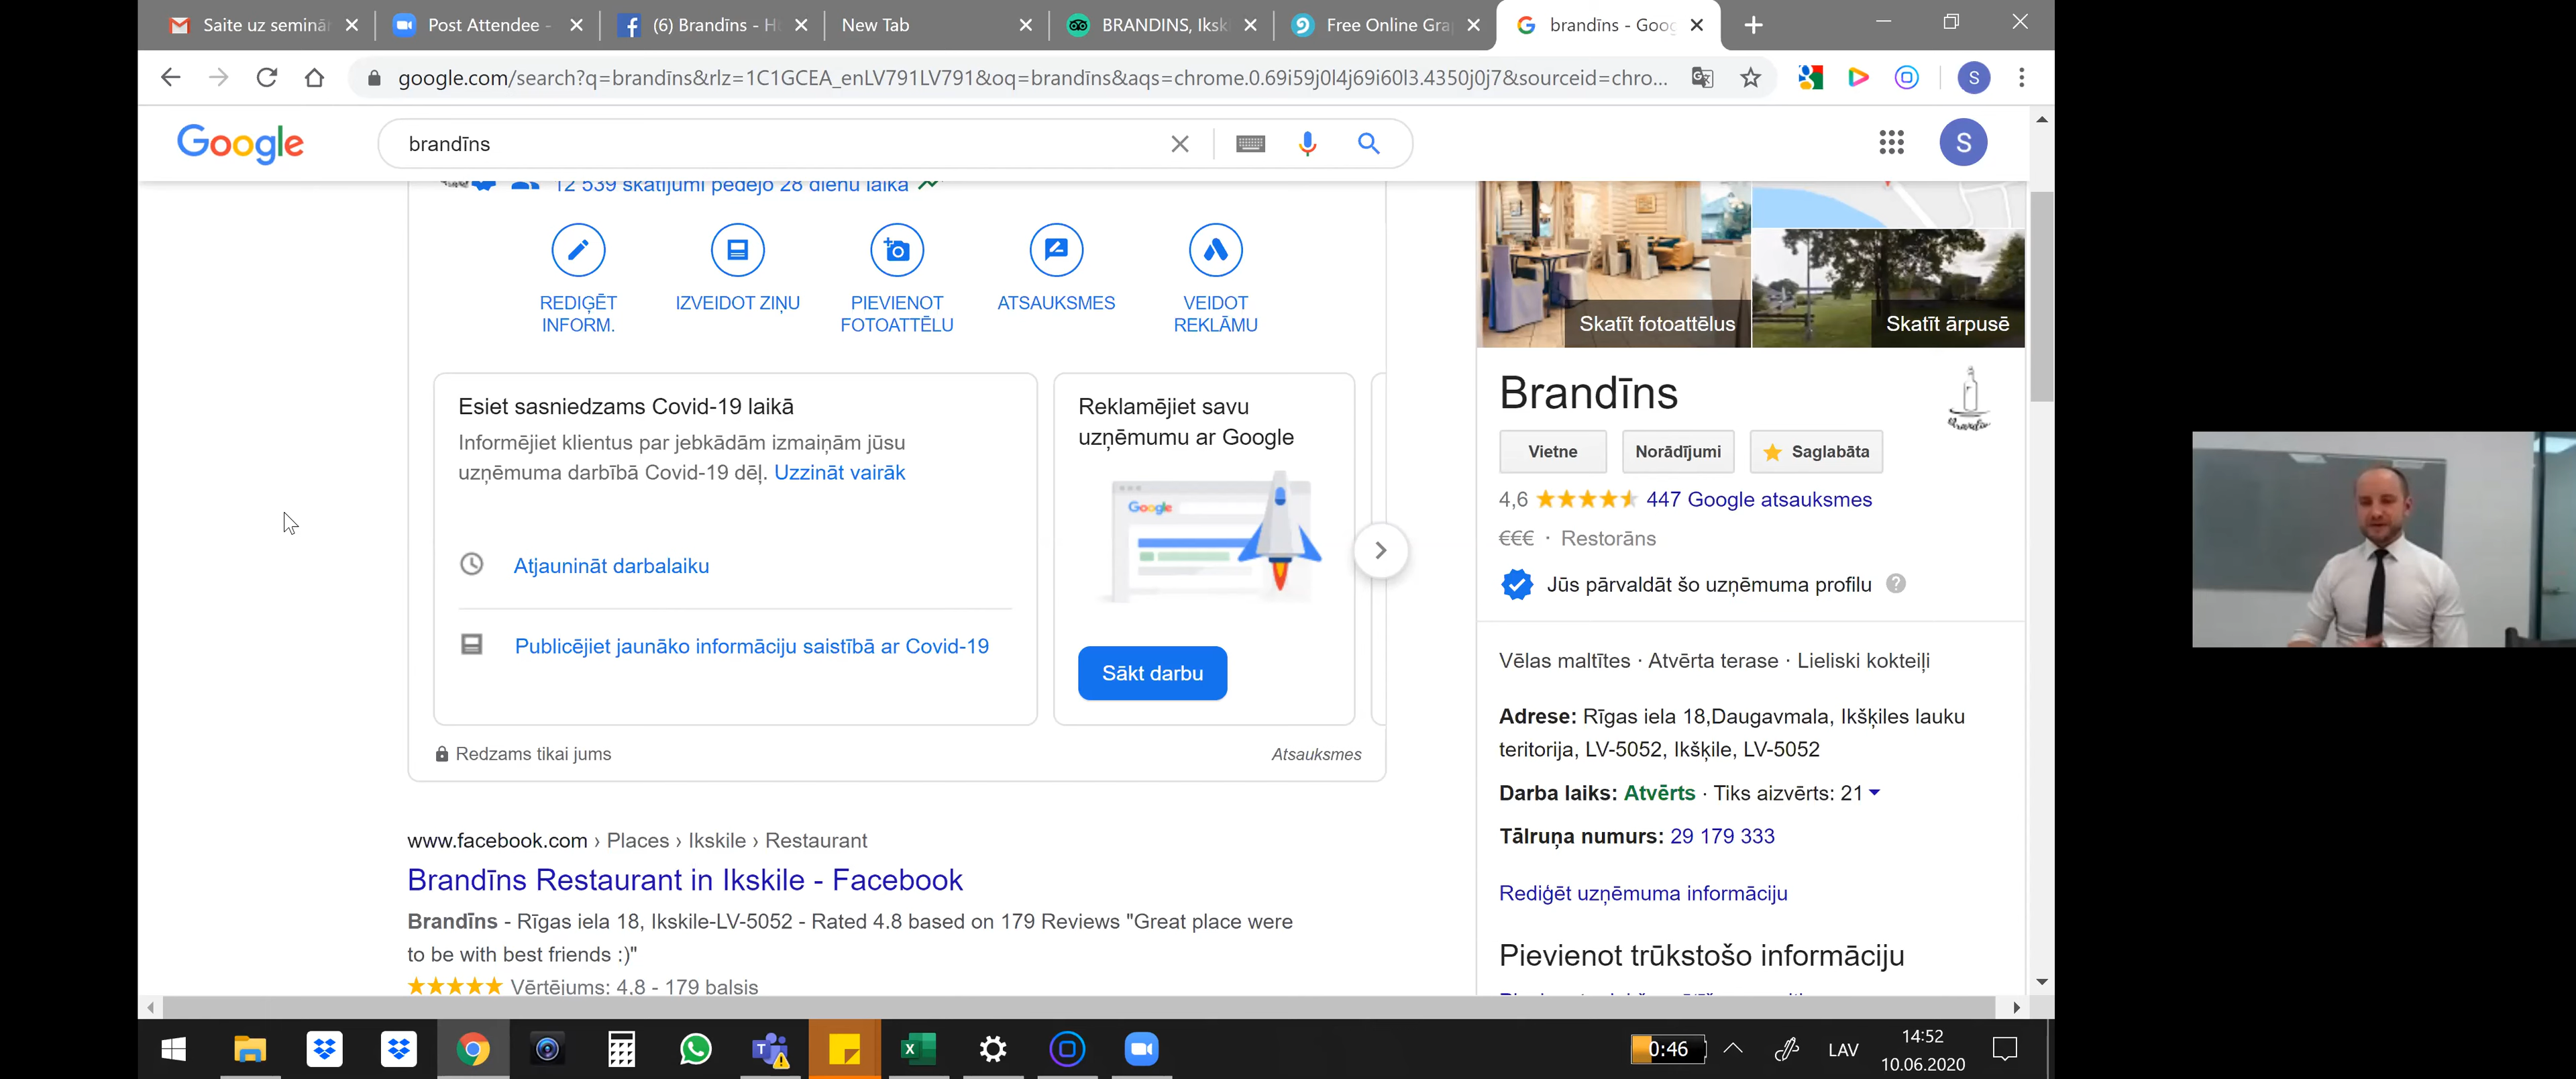 Saite uz seminā
Post Attendee -
(6) Brandīns - H
New Tab
BRANDINS, Iksk
Free Online Gra
brandīns - Goog
google.com/search?q=brandīns&rlz=1C1GCEA_enLV791LV791&oq=brandīns&aqs=chrome.0.69i59j0l4j69i60l3.4350j0j7&sourceid=chro...
S
Google
brandīns
S
12 539 skatījumi pēdējo 28 dienu laikā
REDIĢĒT
INFORM.
IZVEIDOT ZIŅU
PIEVIENOT
FOTOATTĒLU
ATSAUKSMES
VEIDOT
REKLĀMU
Esiet sasniedzams Covid-19 laikā
Informējiet klientus par jebkādām izmaiņām jūsu
uzņēmuma darbībā Covid-19 dēļ. Uzzināt vairāk
Atjaunināt darbalaiku
Publicējiet jaunāko informāciju saistībā ar Covid-19
Reklamējiet savu
uzņēmumu ar Google
Google
Sākt darbu
Redzams tikai jums
Atsauksmes
www.facebook.com › Places › Ikskile › Restaurant
Brandīns Restaurant in Ikskile - Facebook
Brandīns - Rīgas iela 18, Ikskile-LV-5052 - Rated 4.8 based on 179 Reviews "Great place were
to be with best friends :)"
Vērtējums: 4.8 - 179 balsis
Skatīt fotoattēlus
Skatīt ārpusē
Brandīns
Vietne
Norādījumi
Saglabāta
4,6
447 Google atsauksmes
€€€ · Restorāns
Jūs pārvaldāt šo uzņēmuma profilu
Vēlas maltītes · Atvērta terase · Lieliski kokteiļi
Adrese: Rīgas iela 18,Daugavmala, Ikšķiles lauku
teritorija, LV-5052, Ikšķile, LV-5052
Darba laiks: Atvērts · Tiks aizvērts: 21
Tālruņa numurs: 29 179 333
Rediģēt uzņēmuma informāciju
Pievienot trūkstošo informāciju
0:46
LAV
14:52
10.06.2020